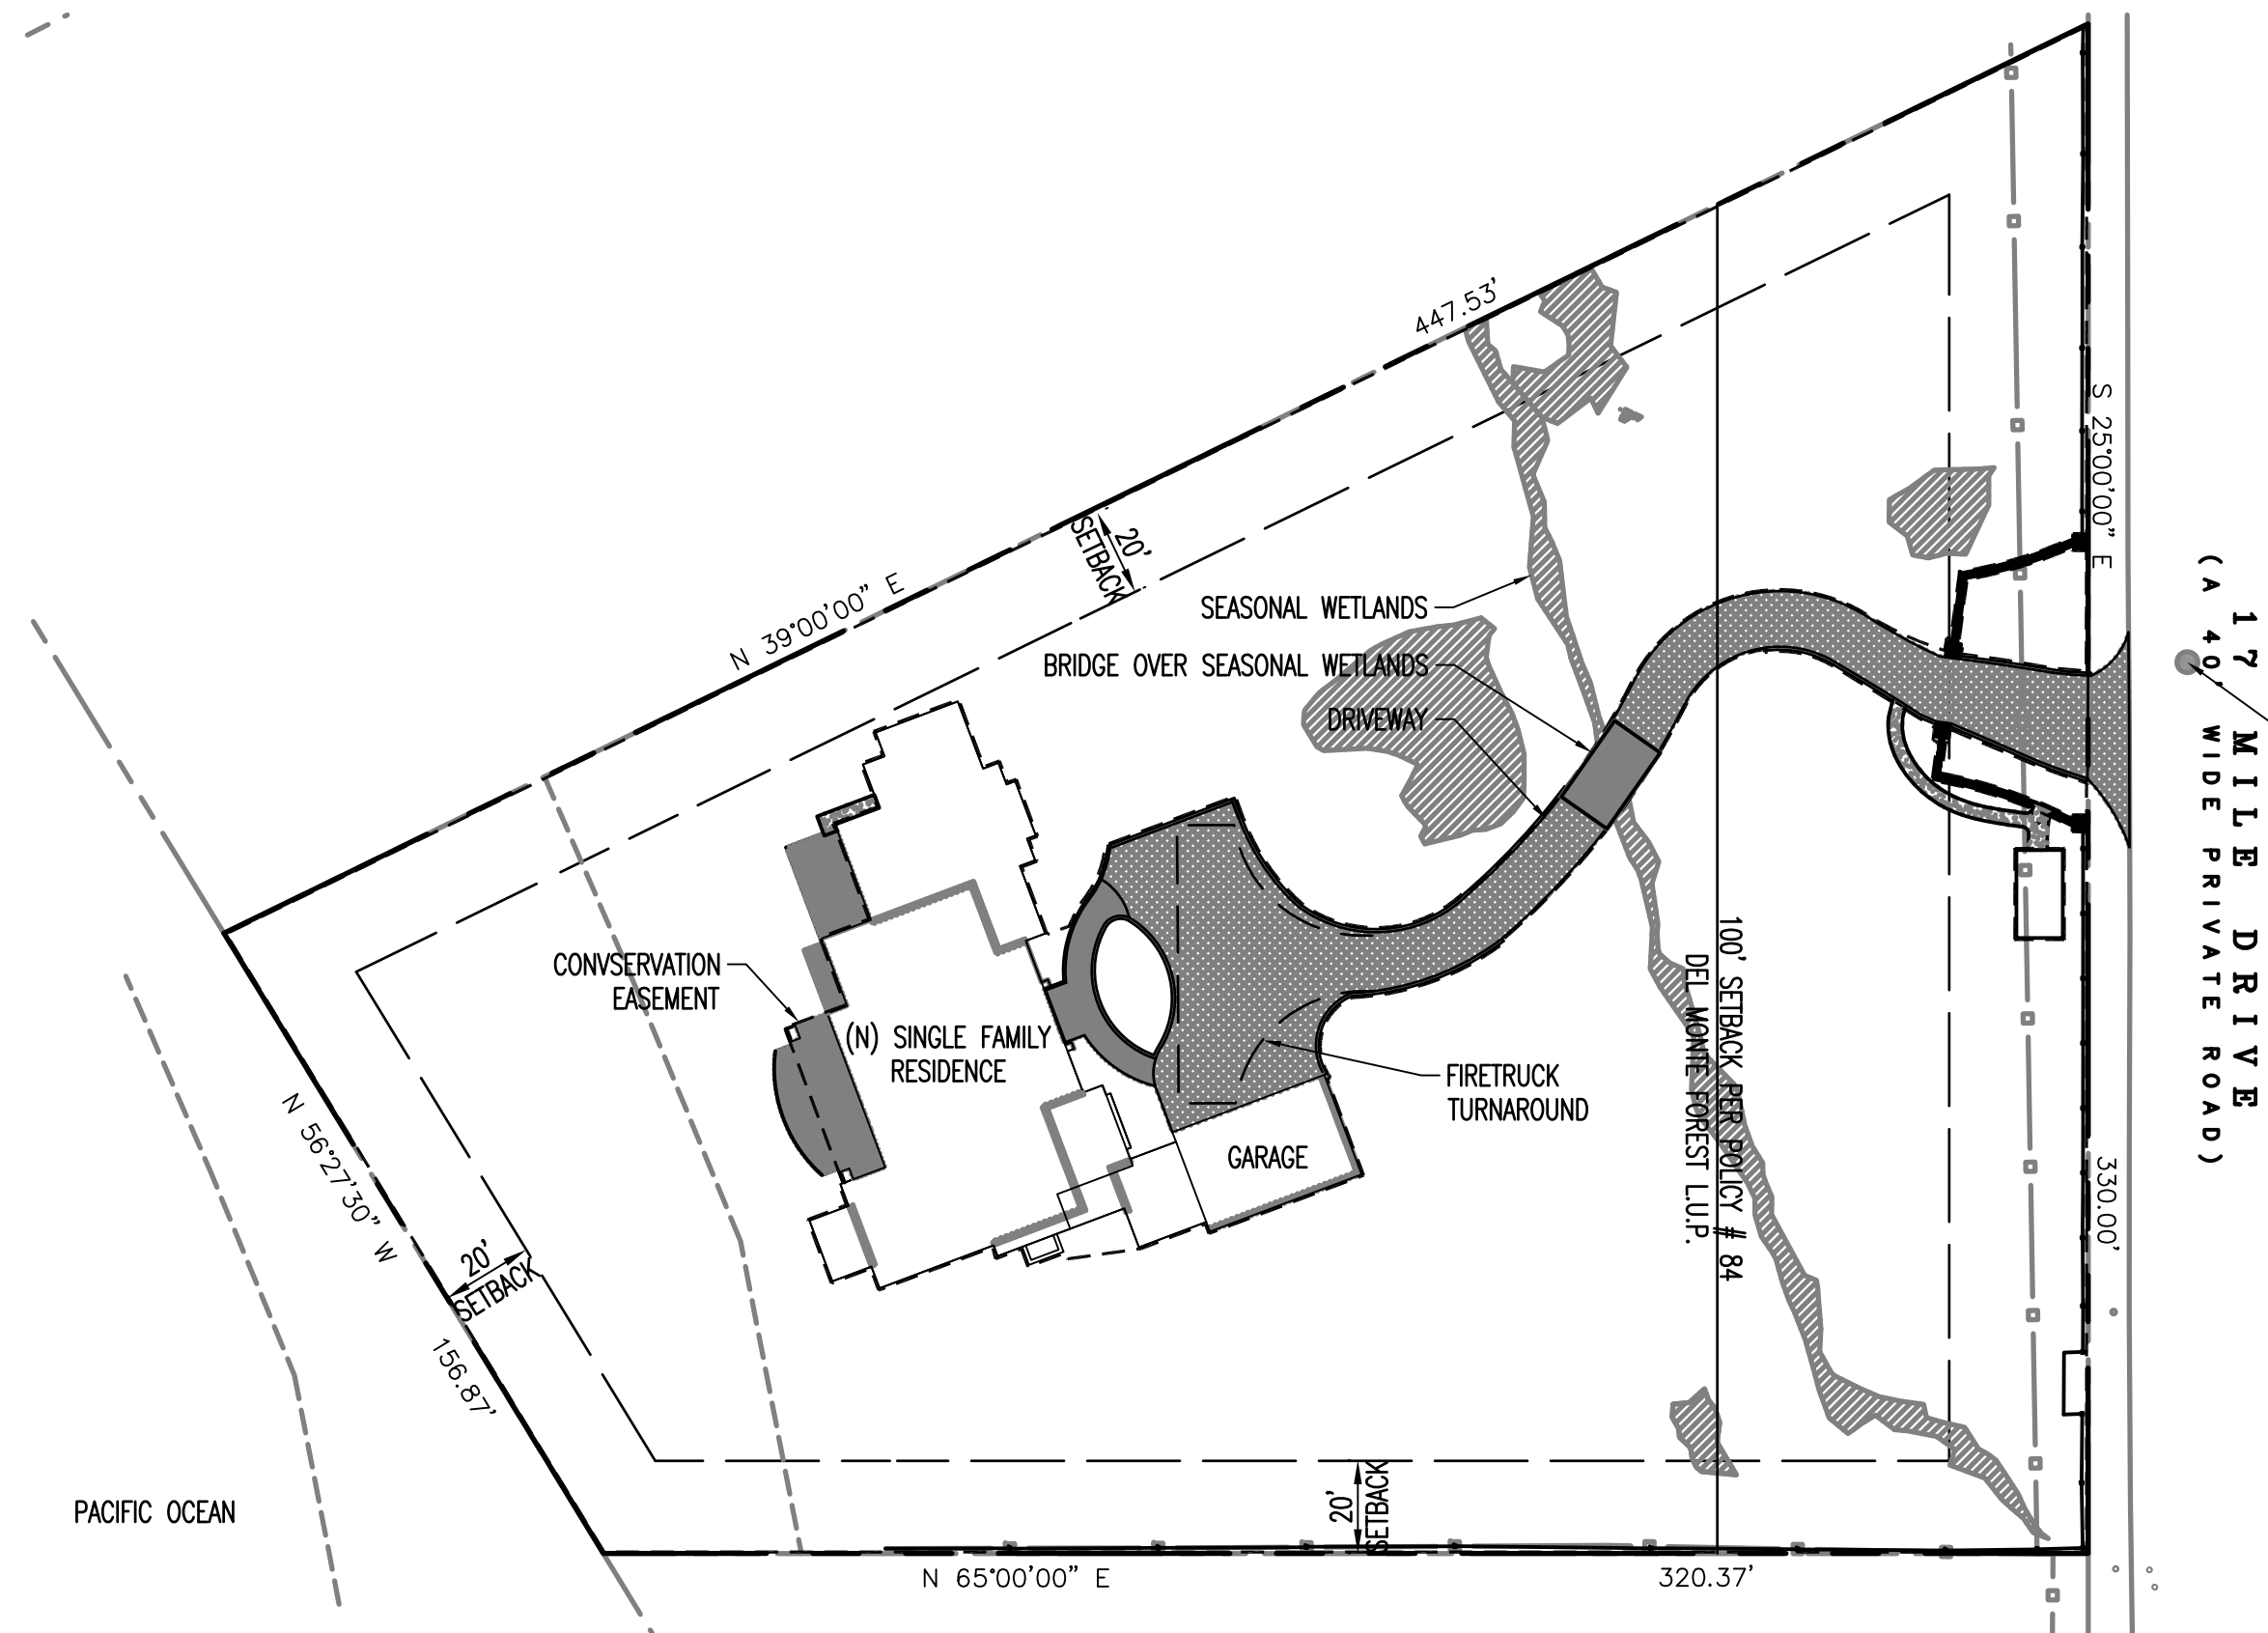 447.53'
S 25°00'00" E
20'
SETBACK
N 39°00'00" E
SEASONAL WETLANDS
BRIDGE OVER SEASONAL WETLANDS
DRIVEWAY
17 MILE DRIVE
(A 40' WIDE PRIVATE ROAD)
CONVSERVATION
EASEMENT
(N) SINGLE FAMILY
RESIDENCE
100' SETBACK PER POLICY # 84
DEL MONTE FOREST L.U.P.
FIRETRUCK
TURNAROUND
GARAGE
330.00'
N 56°27'30" W
20'
SETBACK
156.87'
20'
SETBACK
PACIFIC OCEAN
N 65°00'00" E
320.37'